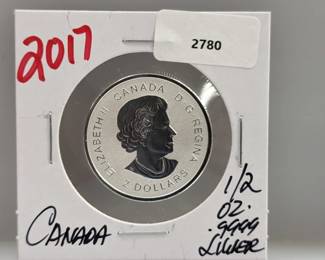 2017
2780
ELIZABETH II CANADA D·G·REGINA
2 DOLLARS
CANADA
1/2
OZ.
.9999
SILVER